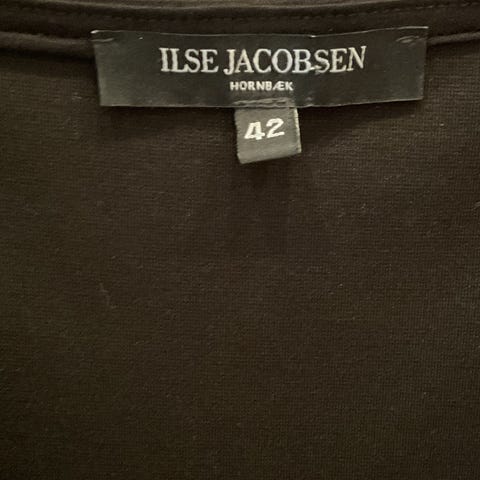 ILSE JACOBSEN
HORNBÆK
42